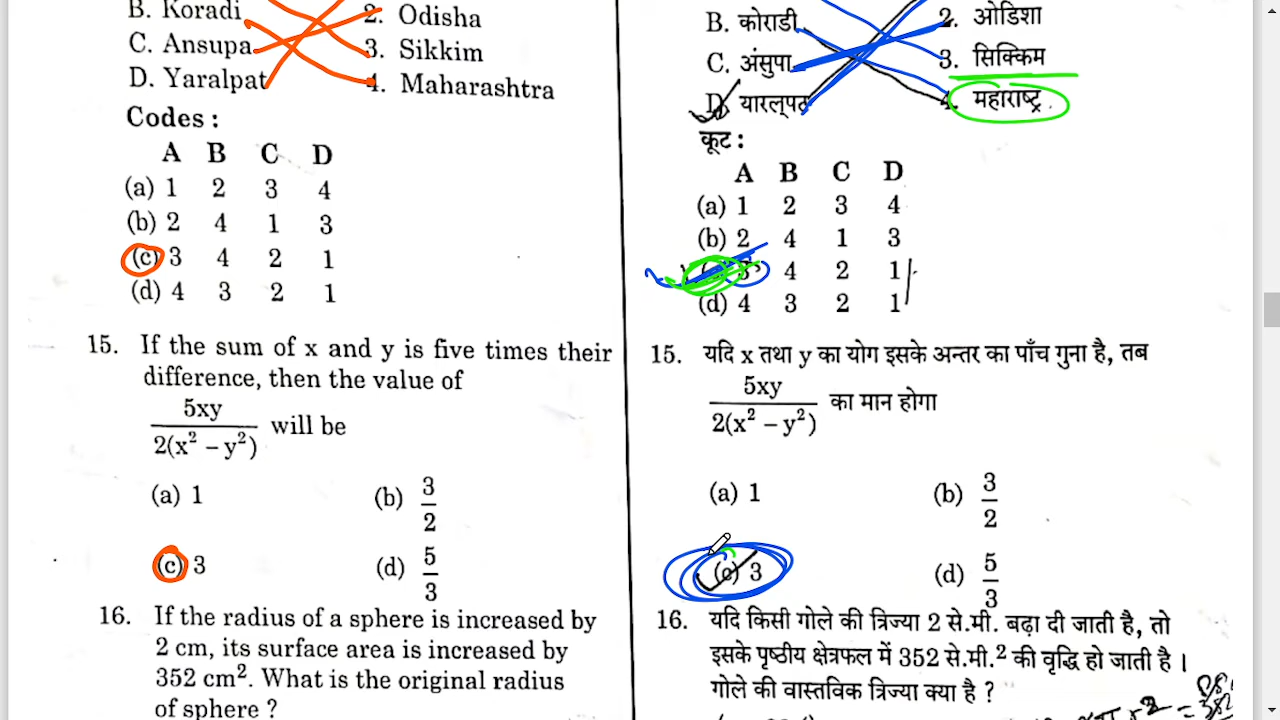 B. Koradi
2. Odisha
C. Ansupa
3. Sikkim
D. Yaralpat
4. Maharashtra
Codes :
A B C D
(a) 1 2 3 4
(b) 2 4 1 3
(c) 3 4 2 1
(d) 4 3 2 1
15. If the sum of x and y is five times their
difference, then the value of
5xy
2(x² – y²)
will be
(a) 1
(b) 3/2
(c) 3
(d) 5/3
16. If the radius of a sphere is increased by
2 cm, its surface area is increased by
352 cm². What is the original radius
of sphere ?
B. कोराडी
2. ओडिशा
C. अंसुपा
3. सिक्किम
D. यारल्पट
4. महाराष्ट्र
कूट :
A B C D
(a) 1 2 3 4
(b) 2 4 1 3
3 4 2 1
(d) 4 3 2 1
15. यदि x तथा y का योग इसके अन्तर का पाँच गुना है, तब
5xy
2(x² – y²)
का मान होगा
(a) 1
(b) 3/2
(c) 3
(d) 5/3
16. यदि किसी गोले की त्रिज्या 2 से.मी. बढ़ा दी जाती है, तो
इसके पृष्ठीय क्षेत्रफल में 352 से.मी.² की वृद्धि हो जाती है ।
गोले की वास्तविक त्रिज्या क्या है ?